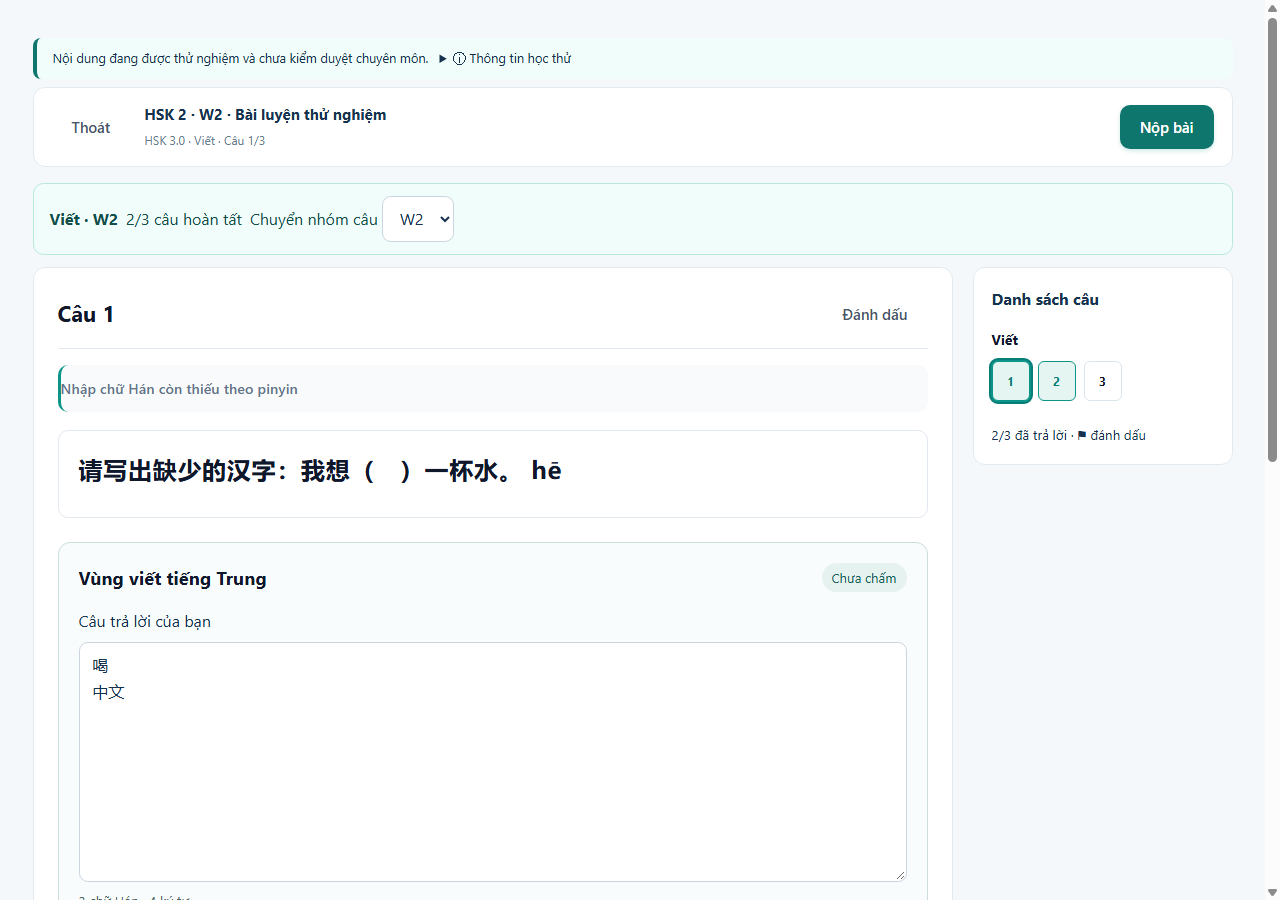 Nội dung đang được thử nghiệm và chưa kiểm duyệt chuyên môn. ▶ ⓘ Thông tin học thử
Thoát
HSK 2 · W2 · Bài luyện thử nghiệm
HSK 3.0 · Viết · Câu 1/3
Nộp bài
Viết · W2 2/3 câu hoàn tất Chuyển nhóm câu W2
Câu 1
Đánh dấu
Nhập chữ Hán còn thiếu theo pinyin
请写出缺少的汉字：我想（　）一杯水。 hē
Vùng viết tiếng Trung
Chưa chấm
Câu trả lời của bạn
喝
中文
Danh sách câu
Viết
1 2 3
2/3 đã trả lời · ⚑ đánh dấu